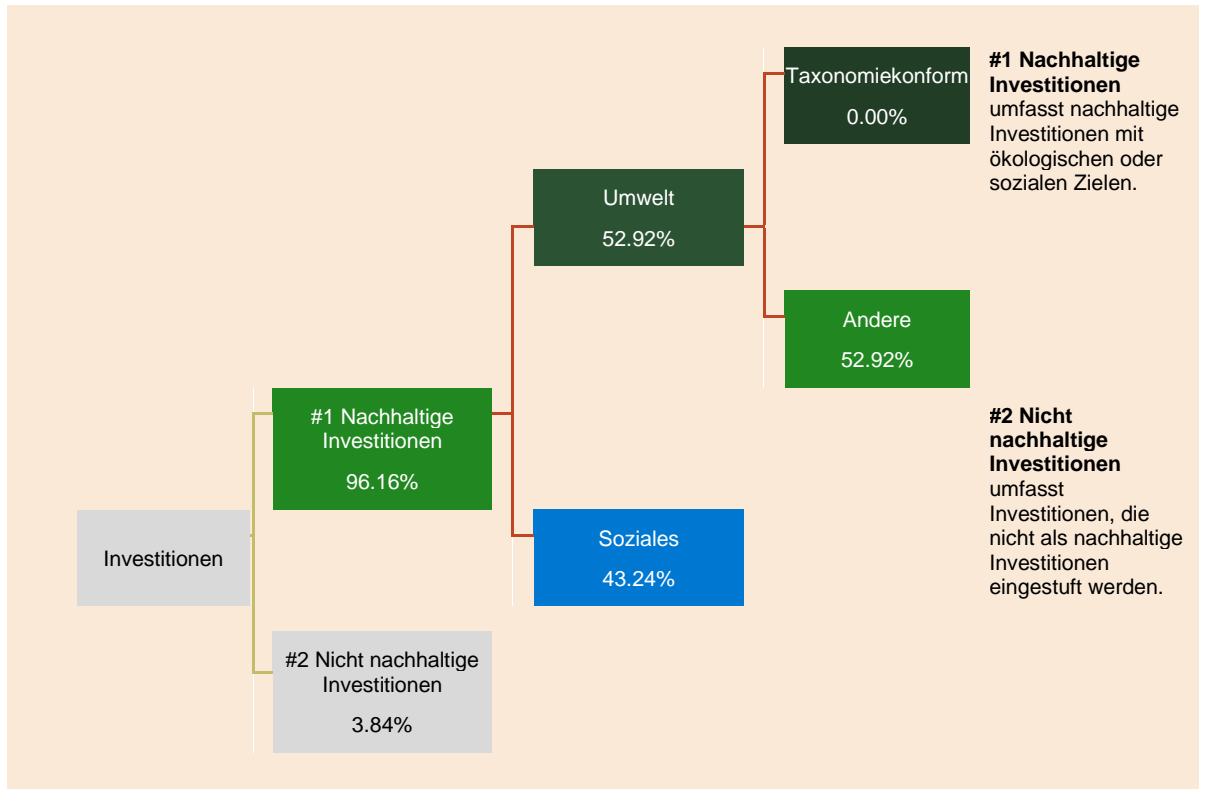 Taxonomiekonform
0.00%
Umwelt
52.92%
Andere
52.92%
#1 Nachhaltige
Investitionen
96.16%
Soziales
43.24%
Investitionen
#2 Nicht nachhaltige
Investitionen
3.84%
#1 Nachhaltige
Investitionen
umfasst nachhaltige
Investitionen mit
ökologischen oder
sozialen Zielen.
#2 Nicht
nachhaltige
Investitionen
umfasst
Investitionen, die
nicht als nachhaltige
Investitionen
eingestuft werden.